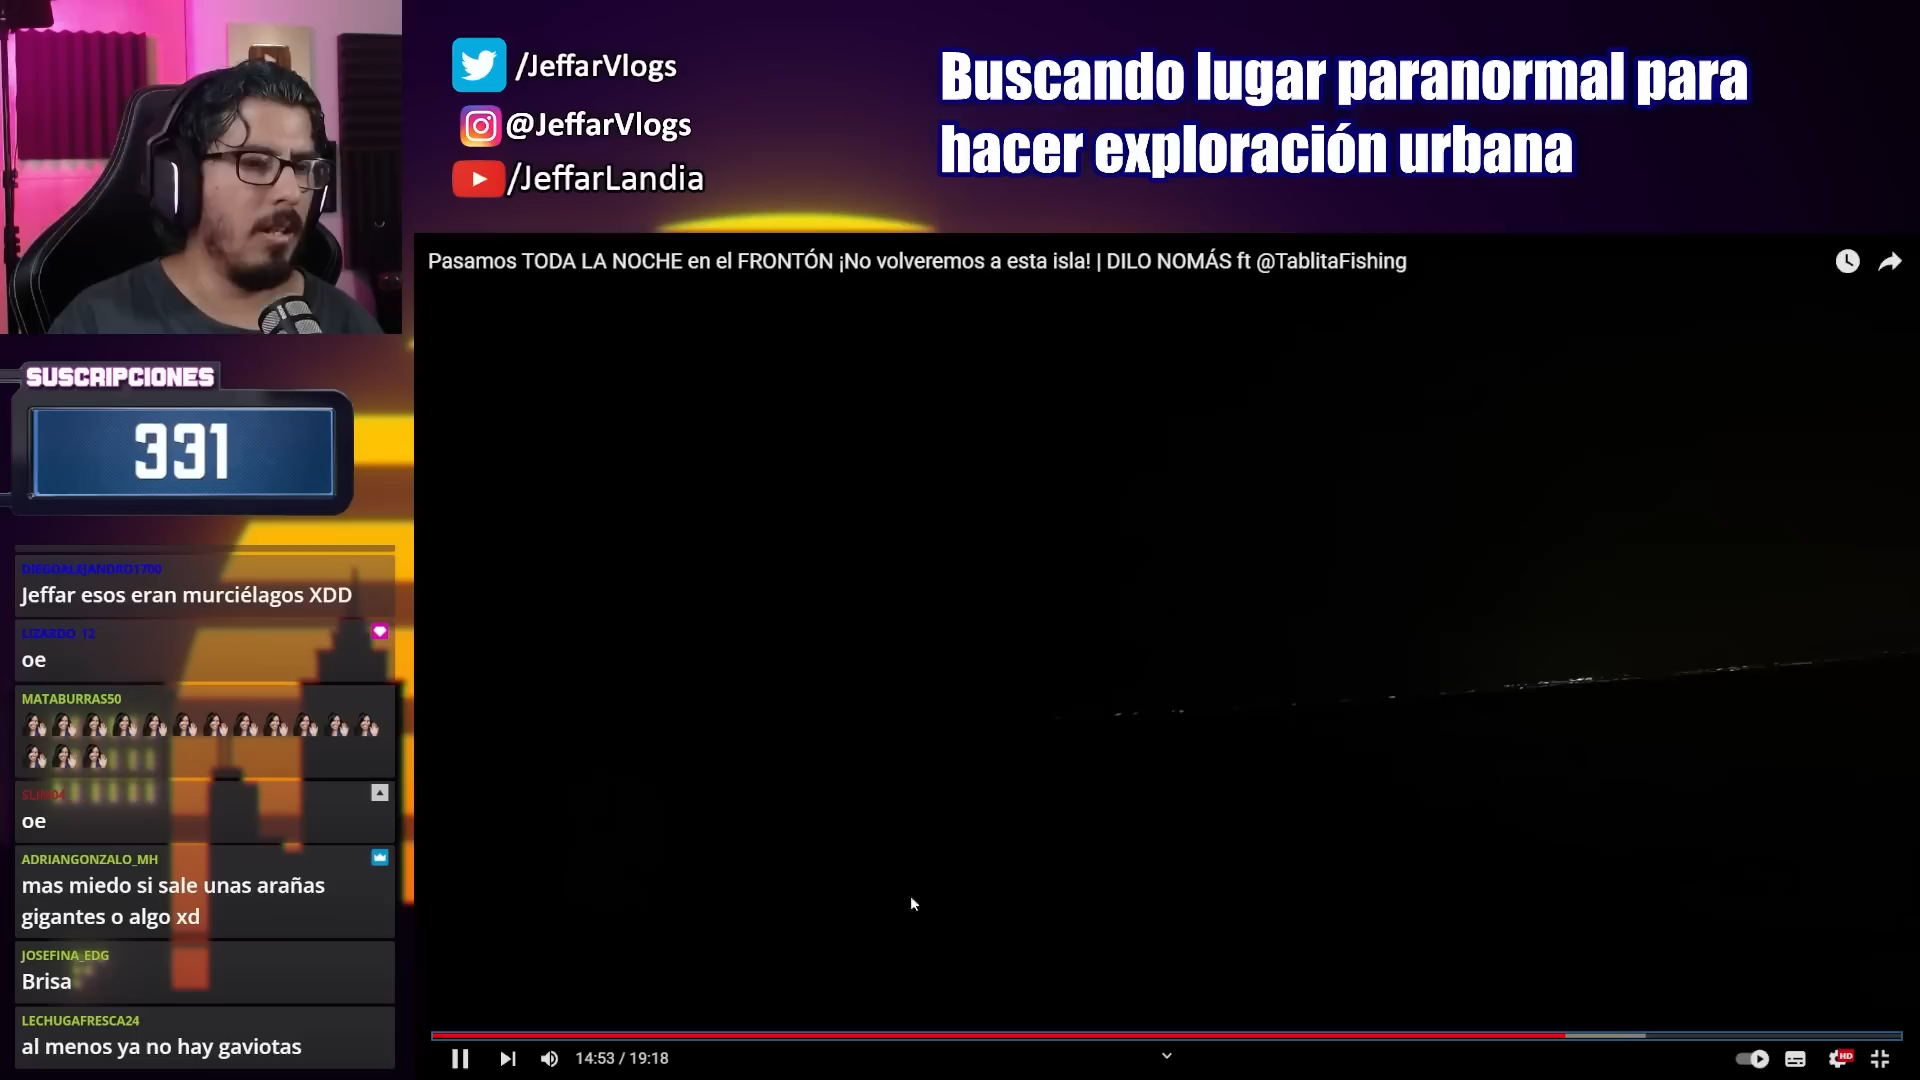 /JeffarVlogs
@JeffarVlogs
/JeffarLandia
Buscando lugar paranormal para
hacer exploración urbana
Pasamos TODA LA NOCHE en el FRONTÓN ¡No volveremos a esta isla! | DILO NOMÁS ft @TablitaFishing
SUSCRIPCIONES
331
DIEGOALEJANDRO1700
Jeffar esos eran murciélagos XDD
LIZARDO_12
oe
MATABURRAS50
oe
ADRIANGONZALO_MH
mas miedo si sale unas arañas
gigantes o algo xd
JOSEFINA_EDG
Brisa
LECHUGAFRESCA24
al menos ya no hay gaviotas
14:53 / 19:18
HD